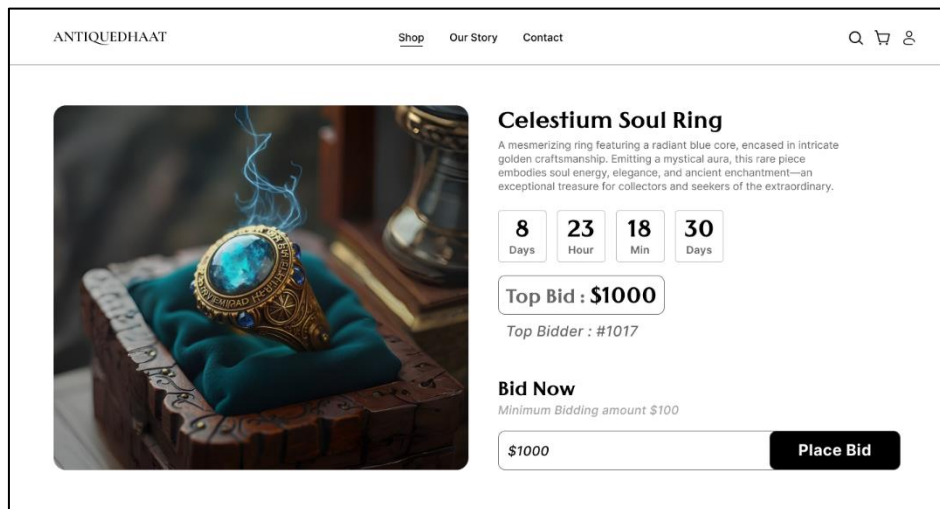 ANTIQUEDHAAT
Shop Our Story Contact
Celestium Soul Ring
A mesmerizing ring featuring a radiant blue core, encased in intricate
golden craftsmanship. Emitting a mystical aura, this rare piece
embodies soul energy, elegance, and ancient enchantment—an
exceptional treasure for collectors and seekers of the extraordinary.
8 23 18 30
Days Hour Min Days
Top Bid : $1000
Top Bidder : #1017
Bid Now
Minimum Bidding amount $100
$1000 Place Bid